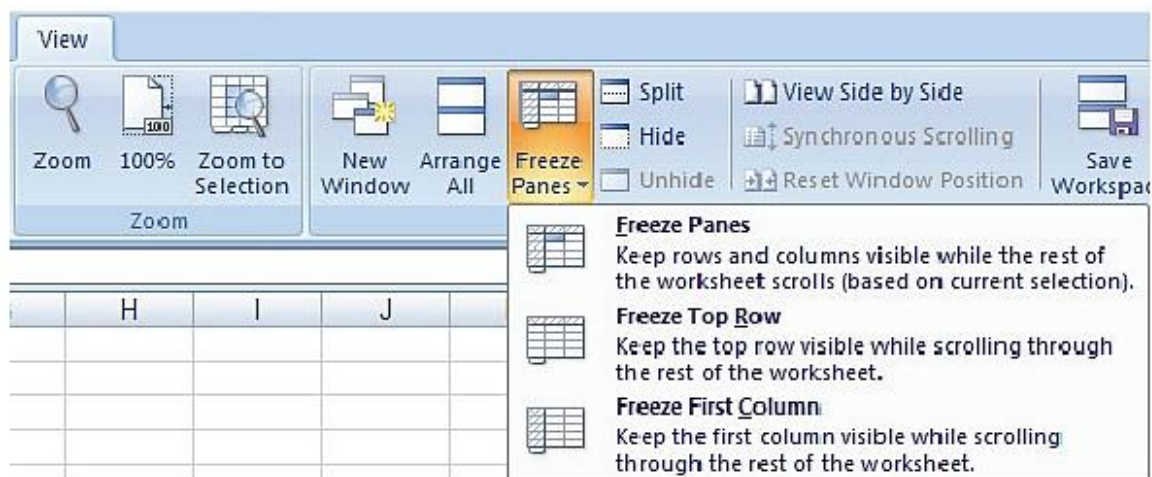 View
Zoom
100%
Zoom to
Selection
New
Window
Arrange
All
Freeze
Panes
Split
Hide
Unhide
View Side by Side
Synchronous Scrolling
Reset Window Position
Save
Workspac
Zoom
Freeze Panes
Keep rows and columns visible while the rest of
the worksheet scrolls (based on current selection).
Freeze Top Row
Keep the top row visible while scrolling through
the rest of the worksheet.
Freeze First Column
Keep the first column visible while scrolling
through the rest of the worksheet.
H I J